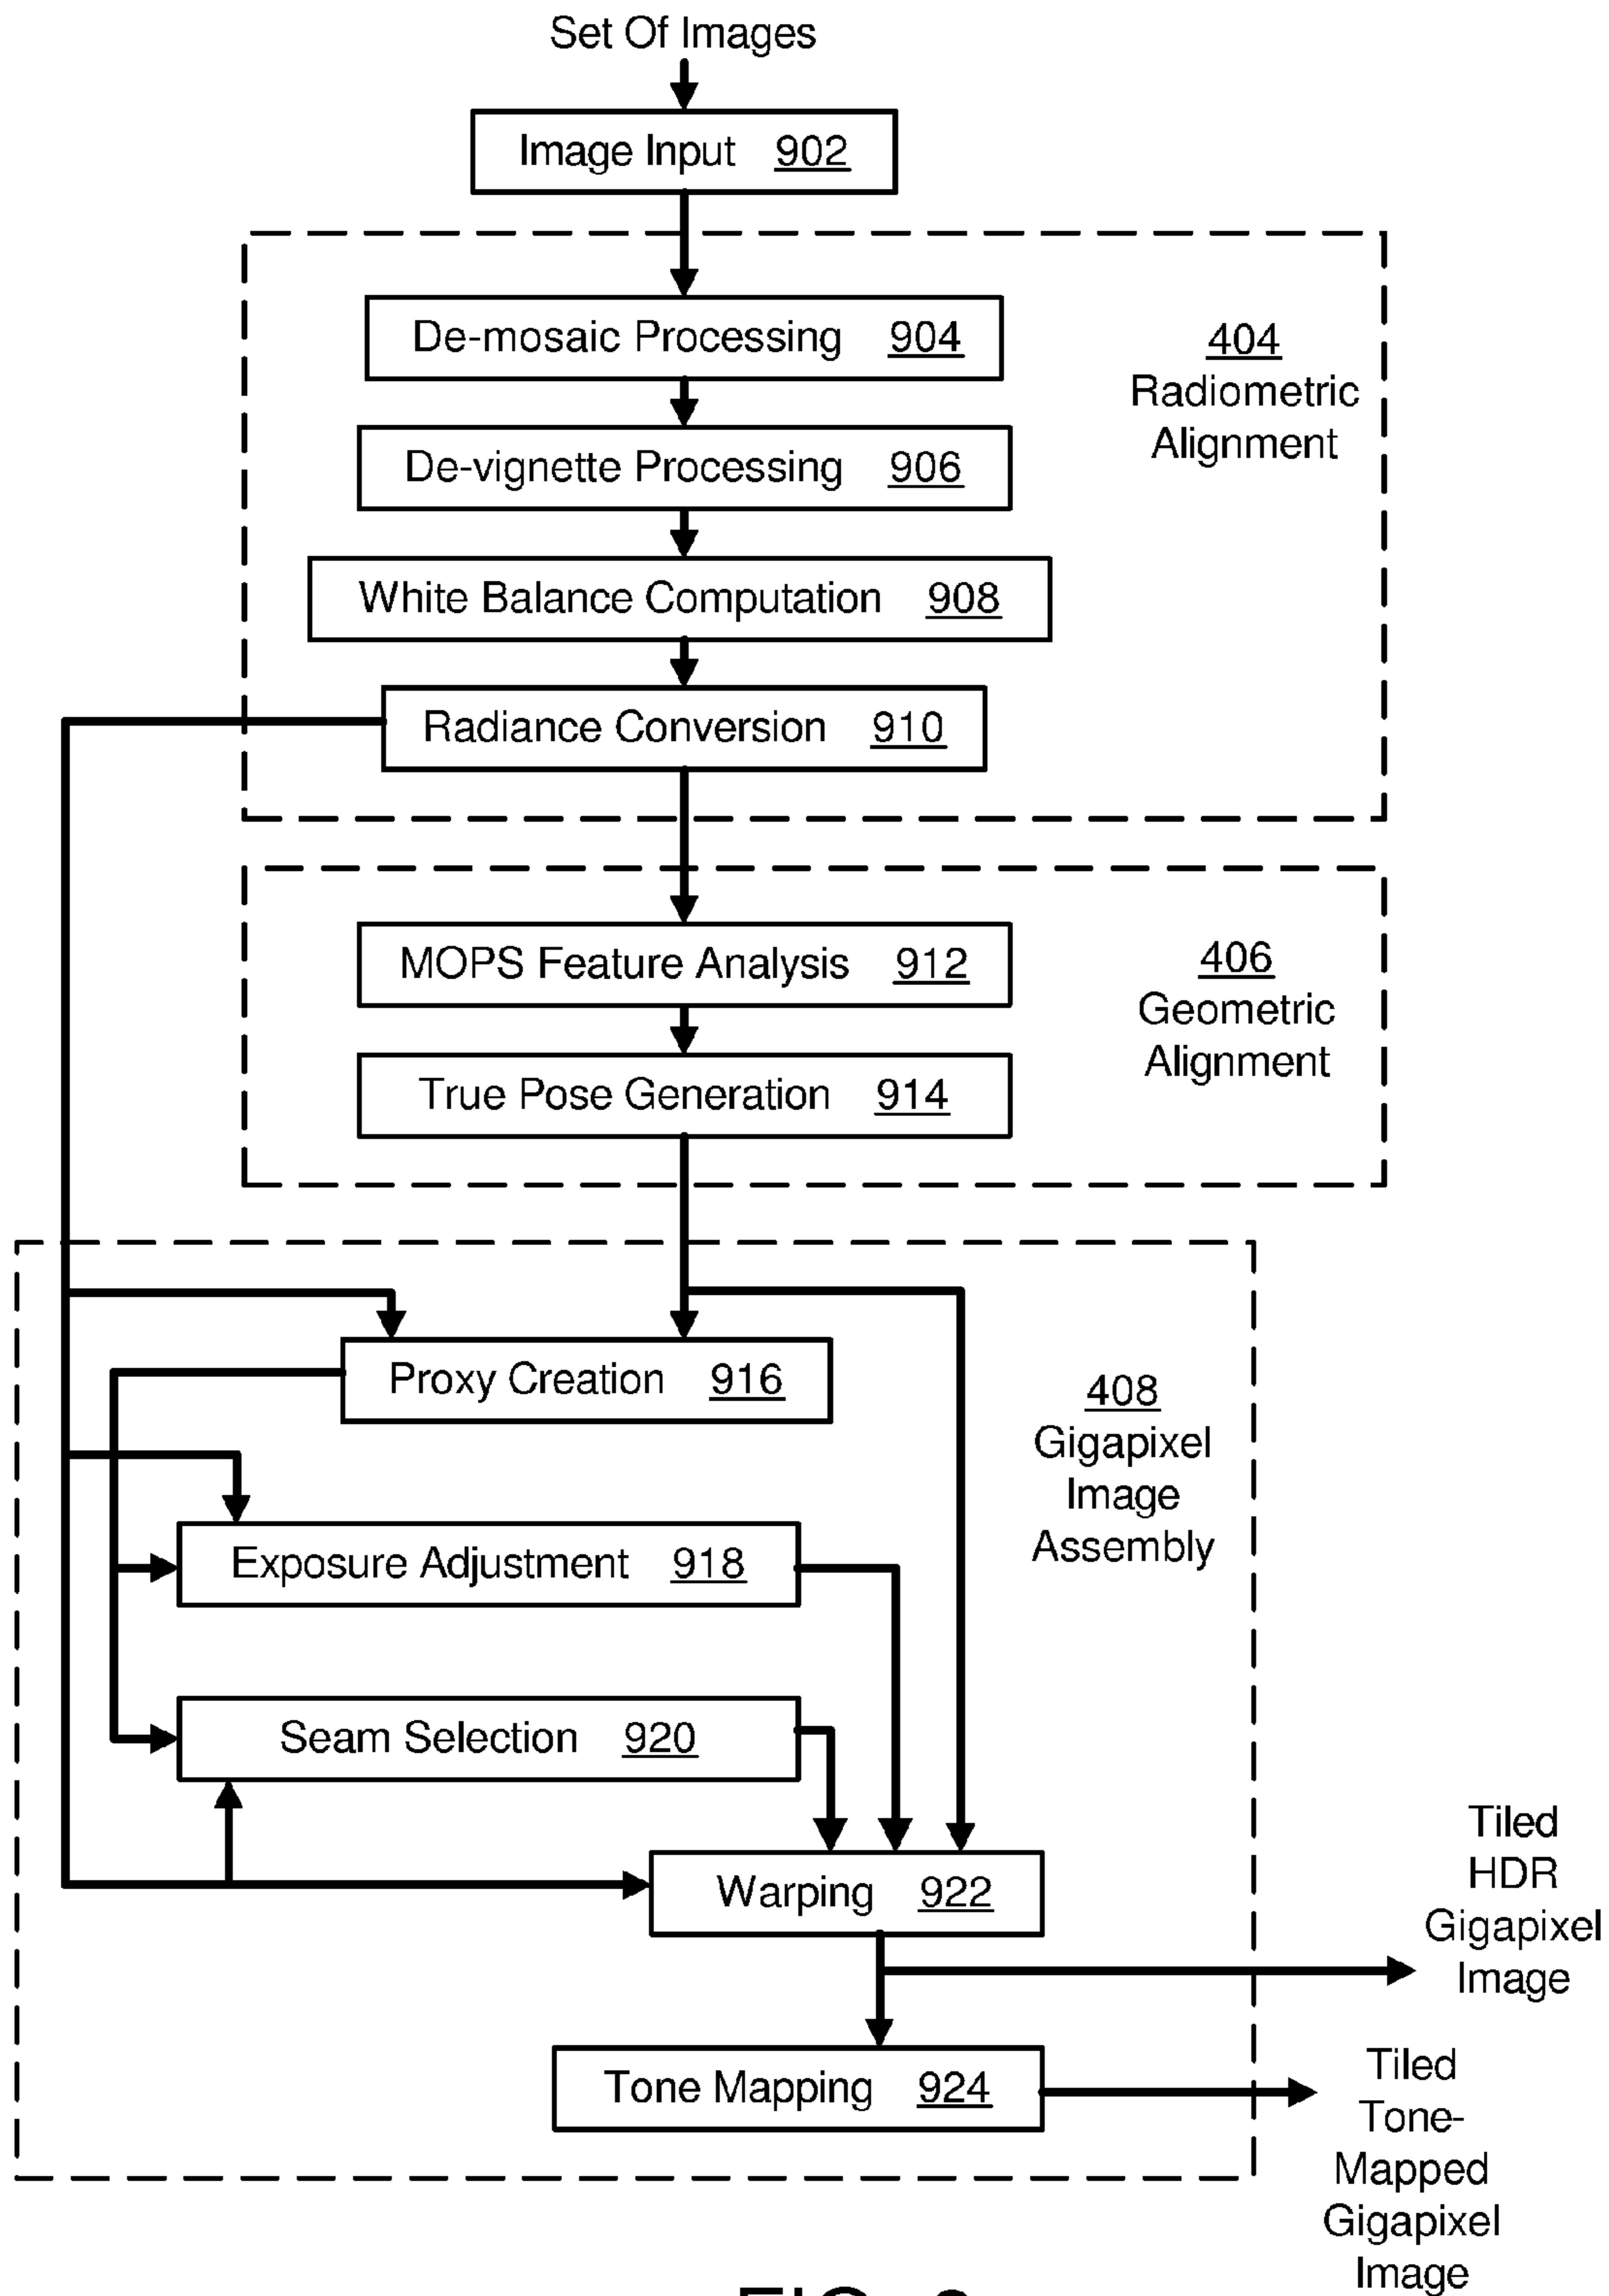 Set Of Images
Image Input 902
De-mosaic Processing 904
404
Radiometric
Alignment
De-vignette Processing 906
White Balance Computation 908
Radiance Conversion 910
MOPS Feature Analysis 912
406
Geometric
Alignment
True Pose Generation 914
Proxy Creation 916
408
Gigapixel
Image
Assembly
Exposure Adjustment 918
Seam Selection 920
Warping 922
Tiled
HDR
Gigapixel
Image
Tone Mapping 924
Tiled
Tone-
Mapped
Gigapixel
Image